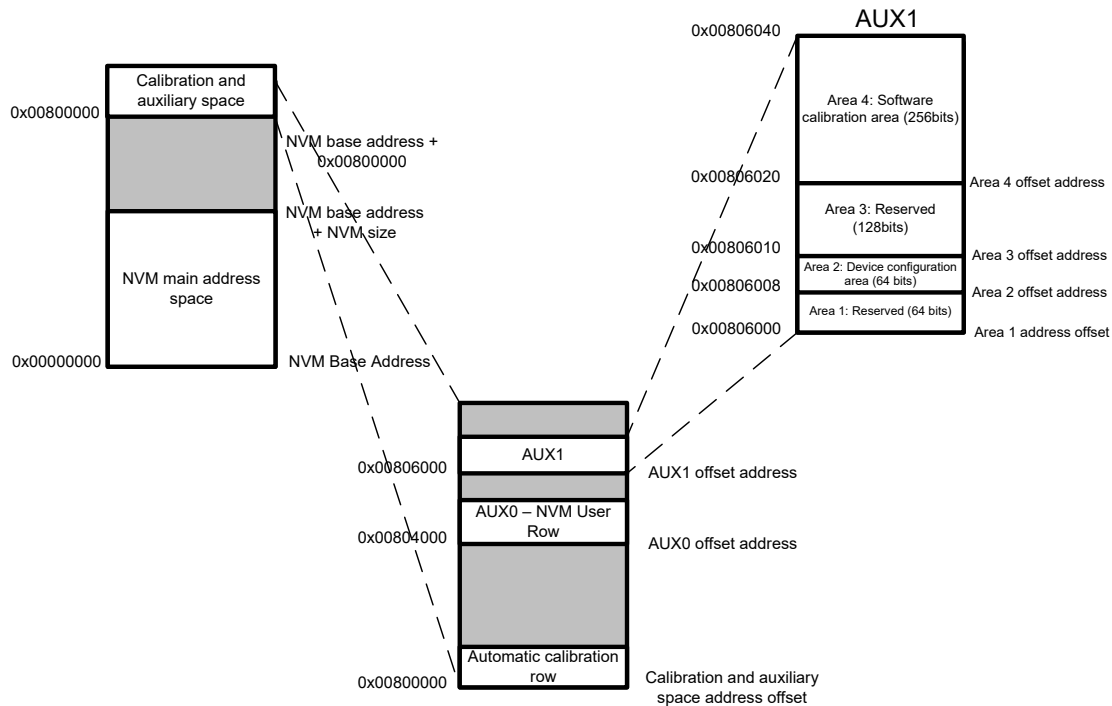 Calibration and
auxiliary space
0x00800000
NVM base address +
0x00800000
NVM base address
+ NVM size
NVM main address
space
0x00000000
NVM Base Address
AUX1
0x00806040
Area 4: Software
calibration area (256bits)
0x00806020
Area 4 offset address
Area 3: Reserved
(128bits)
0x00806010
Area 3 offset address
Area 2: Device configuration
area (64 bits)
0x00806008
Area 2 offset address
Area 1: Reserved (64 bits)
0x00806000
Area 1 address offset
AUX1
0x00806000
AUX1 offset address
AUX0 – NVM User
Row
0x00804000
AUX0 offset address
Automatic calibration
row
0x00800000
Calibration and auxiliary
space address offset